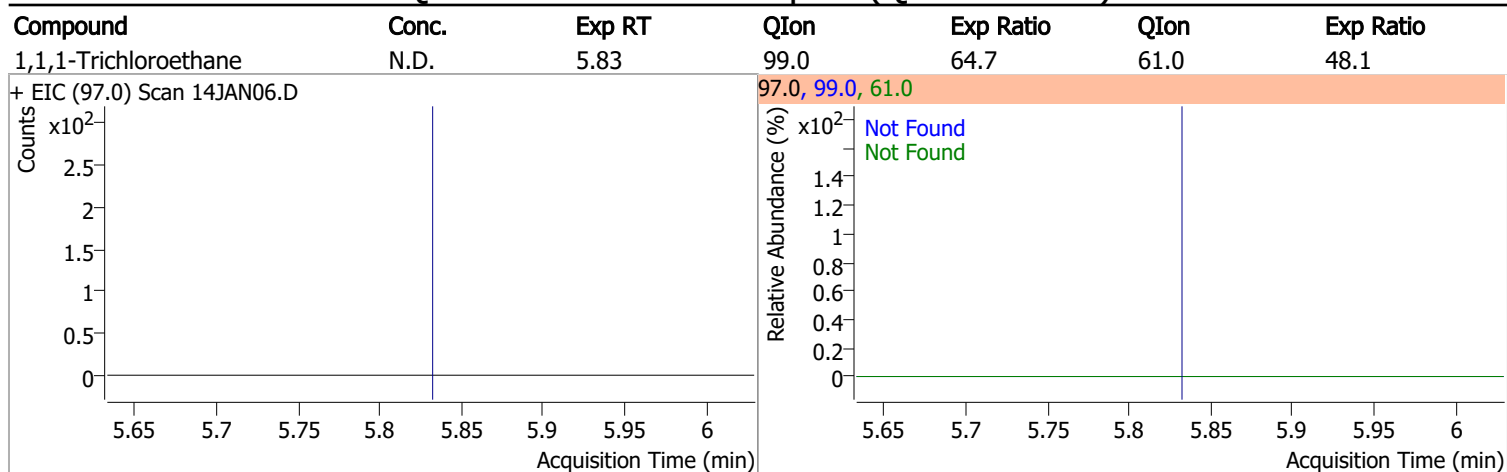 Compound Conc. Exp RT QIon Exp Ratio QIon Exp Ratio
1,1,1-Trichloroethane N.D. 5.83 99.0 64.7 61.0 48.1
+ EIC (97.0) Scan 14JAN06.D
Counts
x10²
2.5
2
1.5
1
0.5
0
5.65 5.7 5.75 5.8 5.85 5.9 5.95 6
Acquisition Time (min)
97.0, 99.0, 61.0
Relative Abundance (%)
x10²
Not Found
Not Found
1.4
1.2
1
0.8
0.6
0.4
0.2
0
5.65 5.7 5.75 5.8 5.85 5.9 5.95 6
Acquisition Time (min)